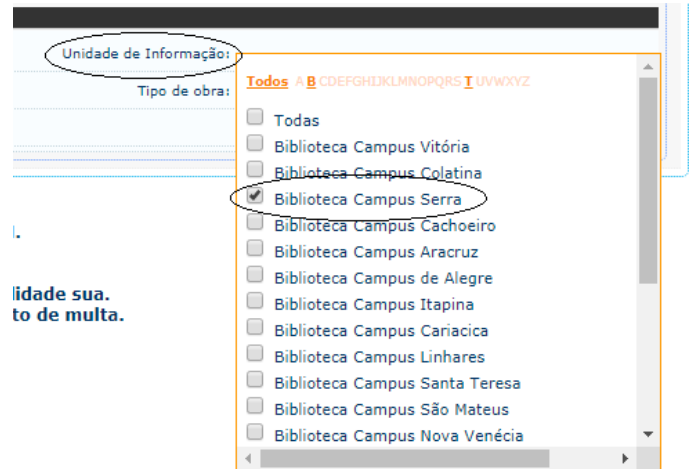 Unidade de Informação:
Tipo de obra:
Todos A B C D E F G H I J K L M N O P Q R S T U V W X Y Z
Todas
Biblioteca Campus Vitória
Biblioteca Campus Colatina
Biblioteca Campus Serra
Biblioteca Campus Cachoeiro
Biblioteca Campus Aracruz
Biblioteca Campus de Alegre
Biblioteca Campus Itapina
Biblioteca Campus Cariacica
Biblioteca Campus Linhares
Biblioteca Campus Santa Teresa
Biblioteca Campus São Mateus
Biblioteca Campus Nova Venécia
lidade sua.
to de multa.